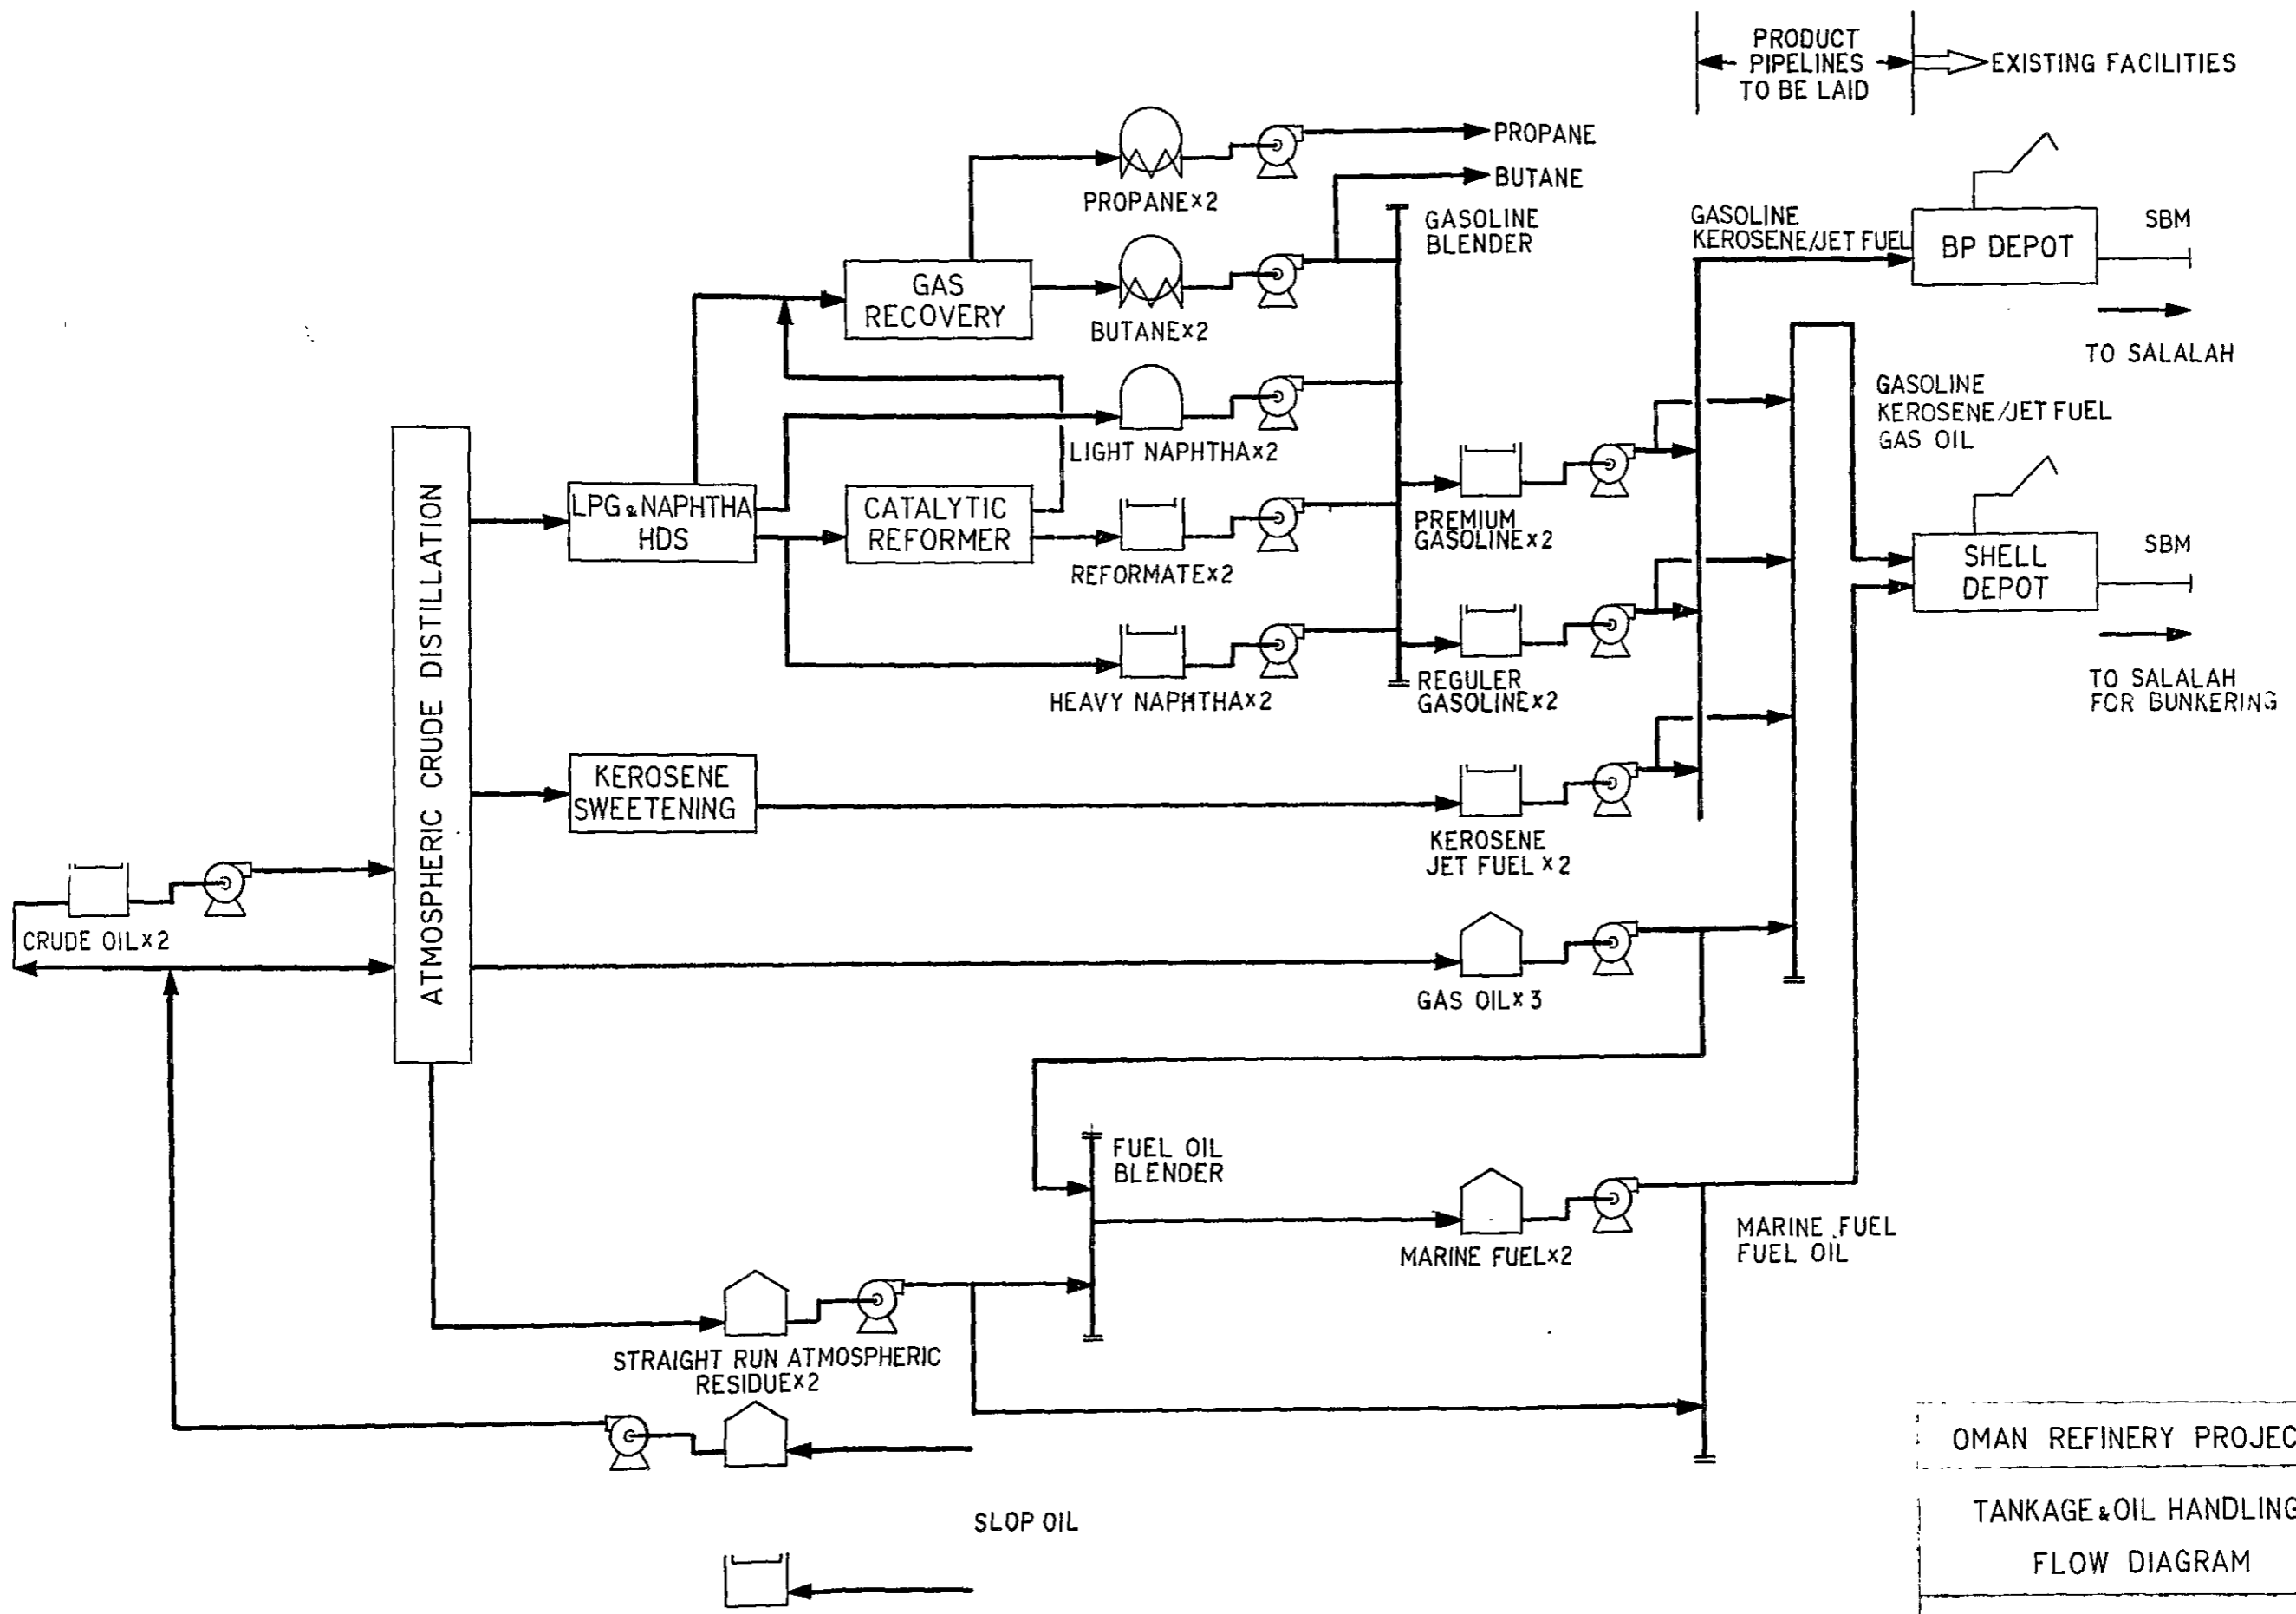 PRODUCT
PIPELINES
TO BE LAID
EXISTING FACILITIES
PROPANE
BUTANE
PROPANE×2
GASOLINE
BLENDER
GASOLINE
KEROSENE/JET FUEL
BP DEPOT
SBM
GAS
RECOVERY
BUTANE×2
TO SALALAH
GASOLINE
KEROSENE/JET FUEL
GAS OIL
LIGHT NAPHTHA×2
ATMOSPHERIC CRUDE DISTILLATION
LPG & NAPHTHA
HDS
CATALYTIC
REFORMER
PREMIUM
GASOLINE×2
REFORMATE×2
SHELL
DEPOT
SBM
HEAVY NAPHTHA×2
REGULER
GASOLINE×2
TO SALALAH
FOR BUNKERING
KEROSENE
SWEETENING
KEROSENE
JET FUEL ×2
CRUDE OIL×2
GAS OIL×3
FUEL OIL
BLENDER
MARINE FUEL×2
MARINE FUEL
FUEL OIL
STRAIGHT RUN ATMOSPHERIC
RESIDUE×2
SLOP OIL
OMAN REFINERY PROJEC
TANKAGE & OIL HANDLING
FLOW DIAGRAM